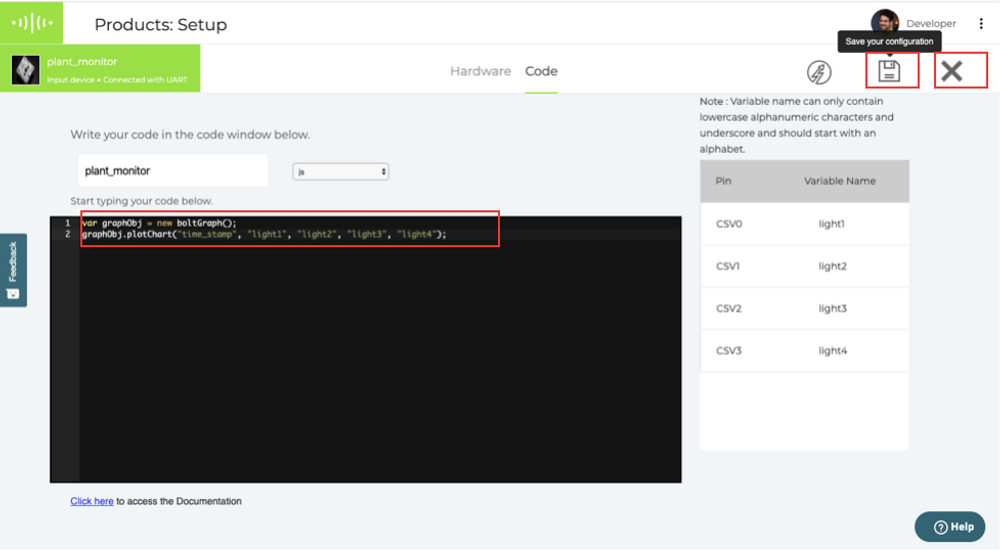 Products: Setup
Developer
Save your configuration
plant_monitor
Input device • Connected with UART
Hardware
Code
Note : Variable name can only contain
lowercase alphanumeric characters and
underscore and should start with an
alphabet.
Write your code in the code window below.
plant_monitor
js
Start typing your code below.
1 var graphObj = new boltGraph();
2 graphObj.plotChart("time_stamp", "light1", "light2", "light3", "light4");
Pin Variable Name
CSV0 light1
CSV1 light2
CSV2 light3
CSV3 light4
Feedback
Click here to access the Documentation
Help